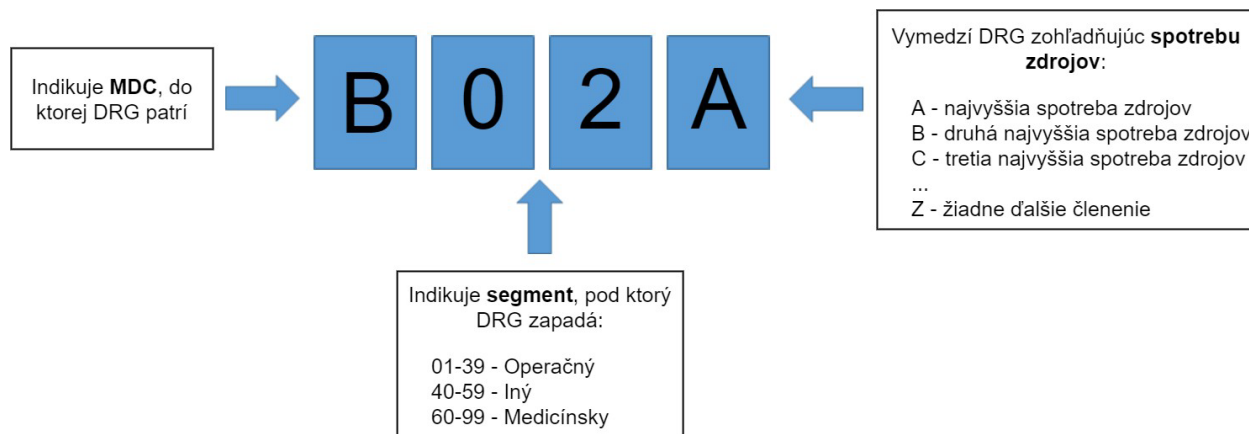 Indikuje MDC, do
ktorej DRG patrí
B 0 2 A
Vymedzí DRG zohľadňujúc spotrebu
zdrojov:
A - najvyššia spotreba zdrojov
B - druhá najvyššia spotreba zdrojov
C - tretia najvyššia spotreba zdrojov
...
Z - žiadne ďalšie členenie
Indikuje segment, pod ktorý
DRG zapadá:
01-39 - Operačný
40-59 - Iný
60-99 - Medicínsky